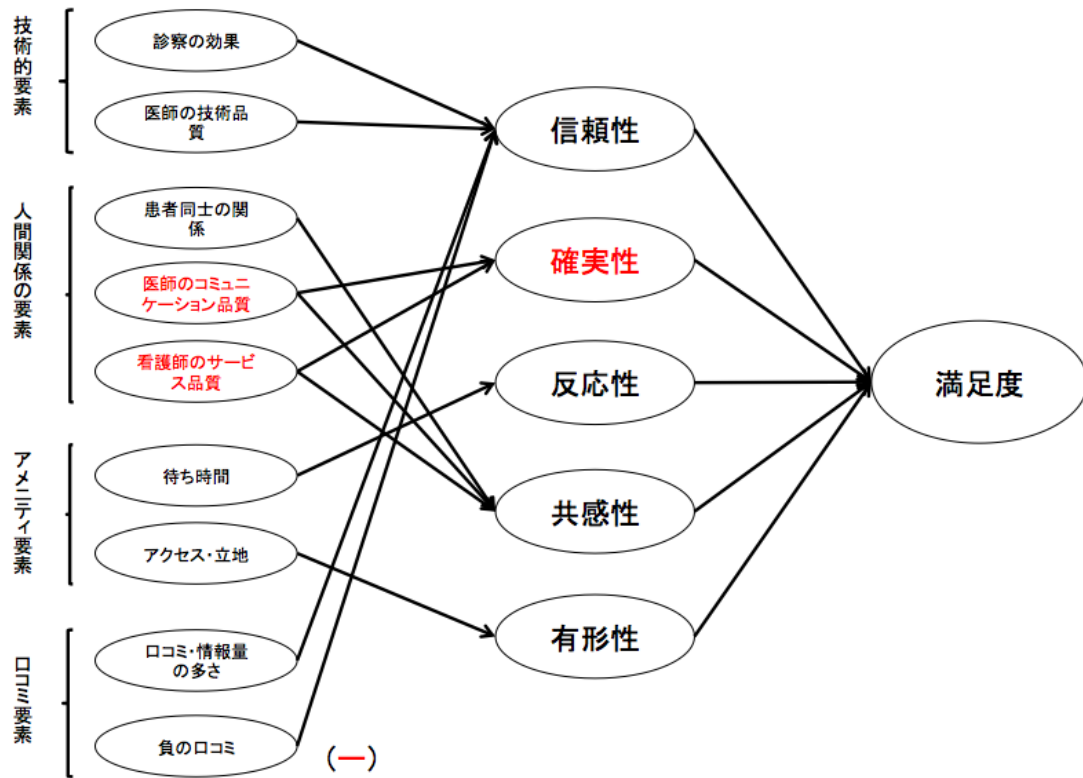 技術的要素
診察の効果
医師の技術品
質
人間関係の要素
患者同士の関
係
医師のコミュニ
ケーション品質
看護師のサービ
ス品質
アメニティ要素
待ち時間
アクセス・立地
口コミ要素
口コミ・情報量
の多さ
負の口コミ
(ー)
信頼性
確実性
反応性
共感性
有形性
満足度